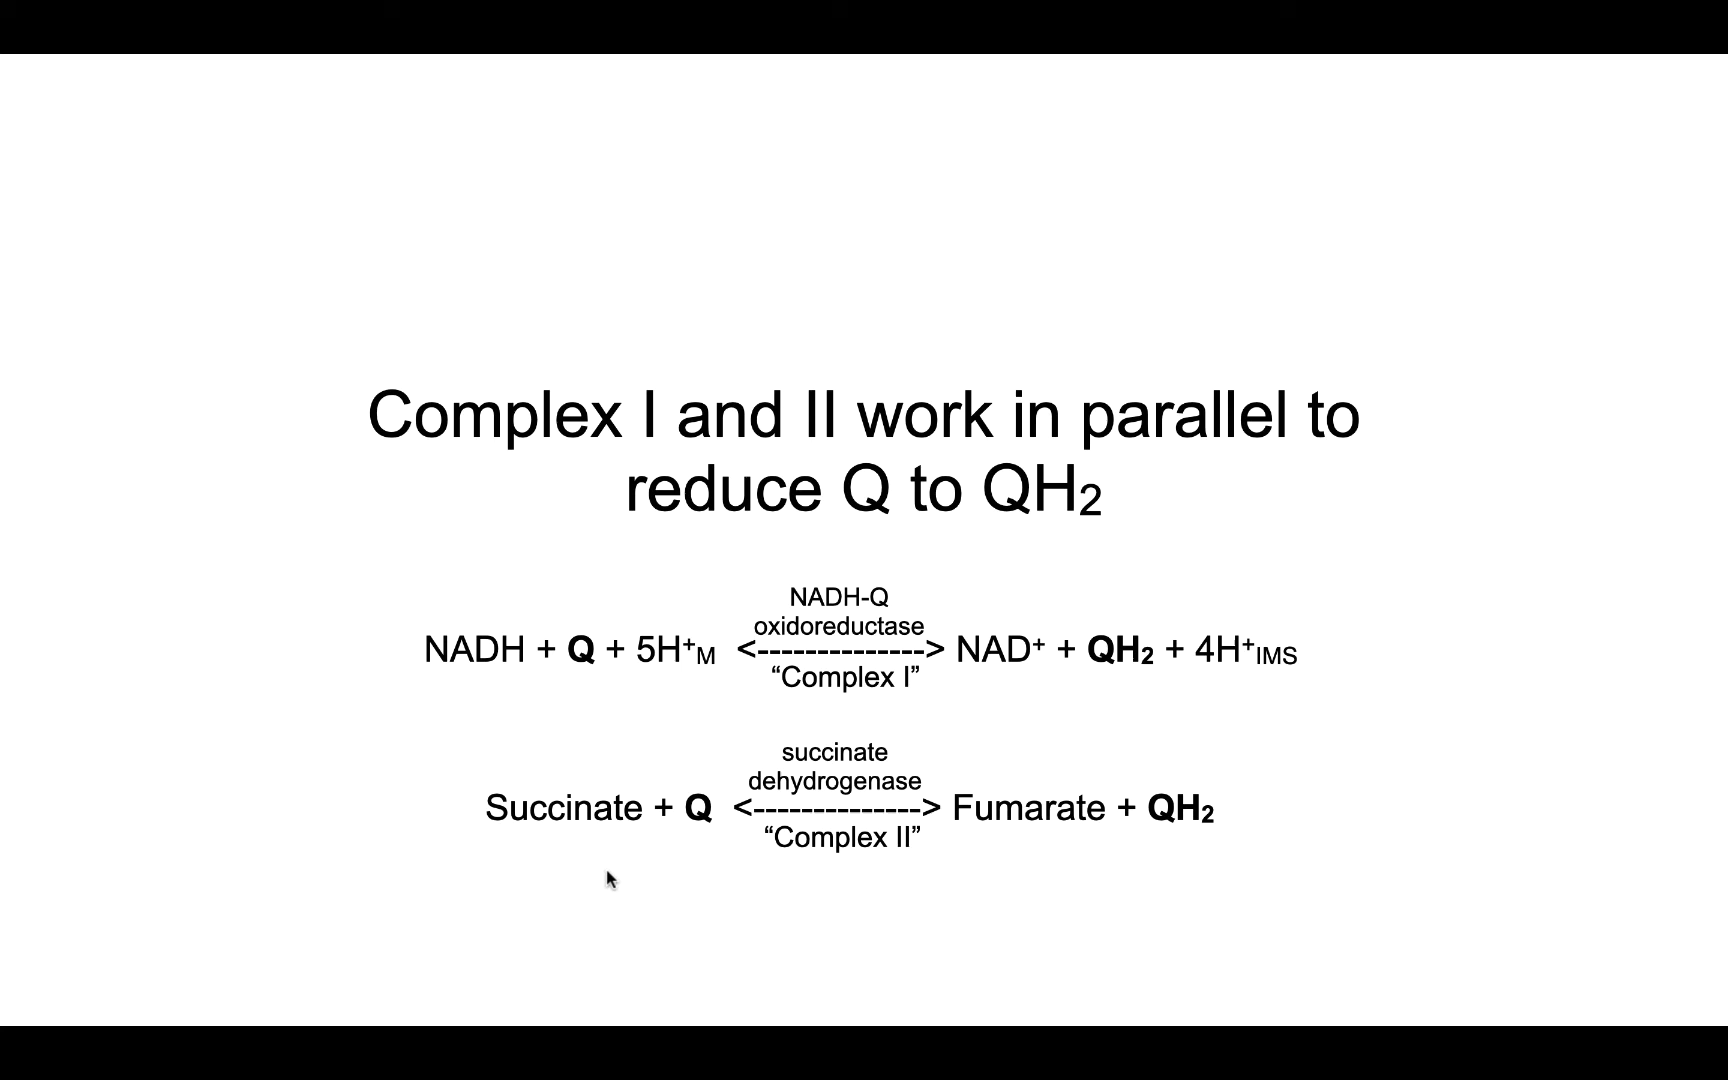 Complex I and II work in parallel to
reduce Q to QH₂
NADH-Q
oxidoreductase
NADH + Q + 5H⁺M <--------------> NAD⁺ + QH₂ + 4H⁺IMS
“Complex I”
succinate
dehydrogenase
Succinate + Q <--------------> Fumarate + QH₂
“Complex II”